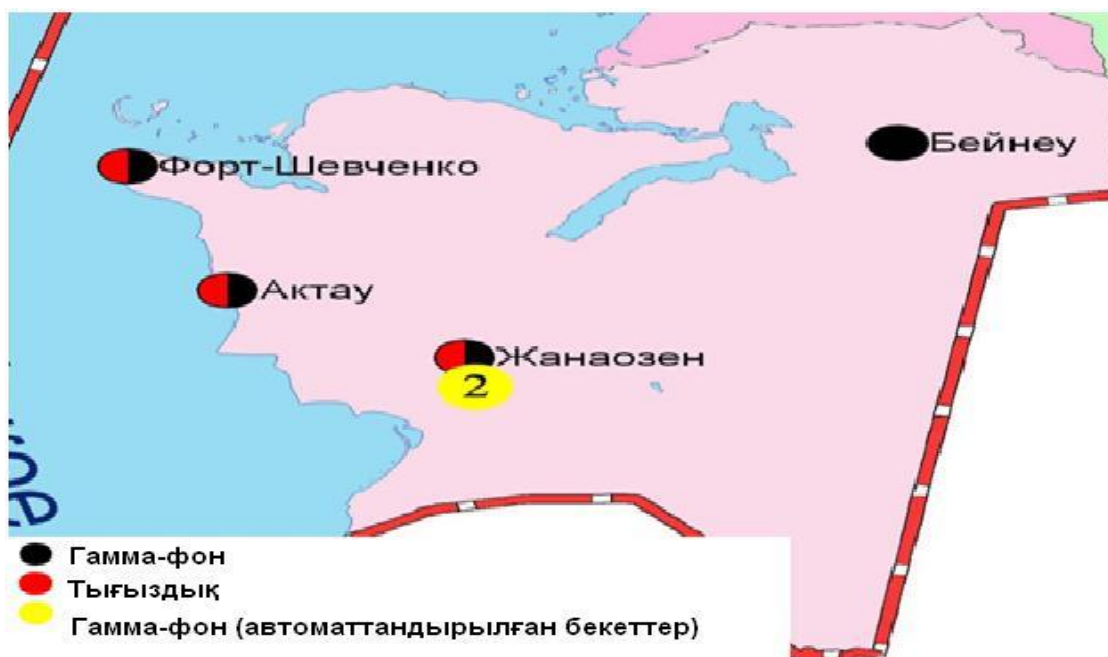 Бейнеу
Форт-Шевченко
Актау
Жанаозен
2
Гамма-фон
Тығыздық
Гамма-фон (автоматтандырылған бекеттер)